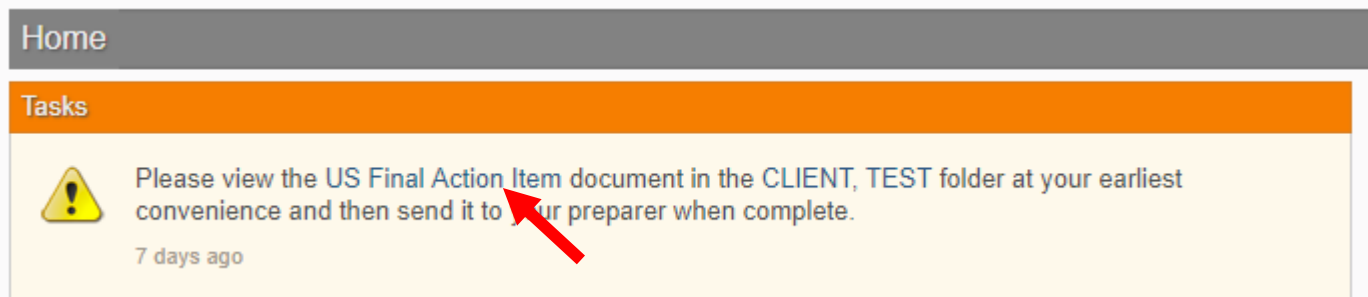 Home
Tasks
Please view the US Final Action Item document in the CLIENT, TEST folder at your earliest
convenience and then send it to your preparer when complete.
7 days ago